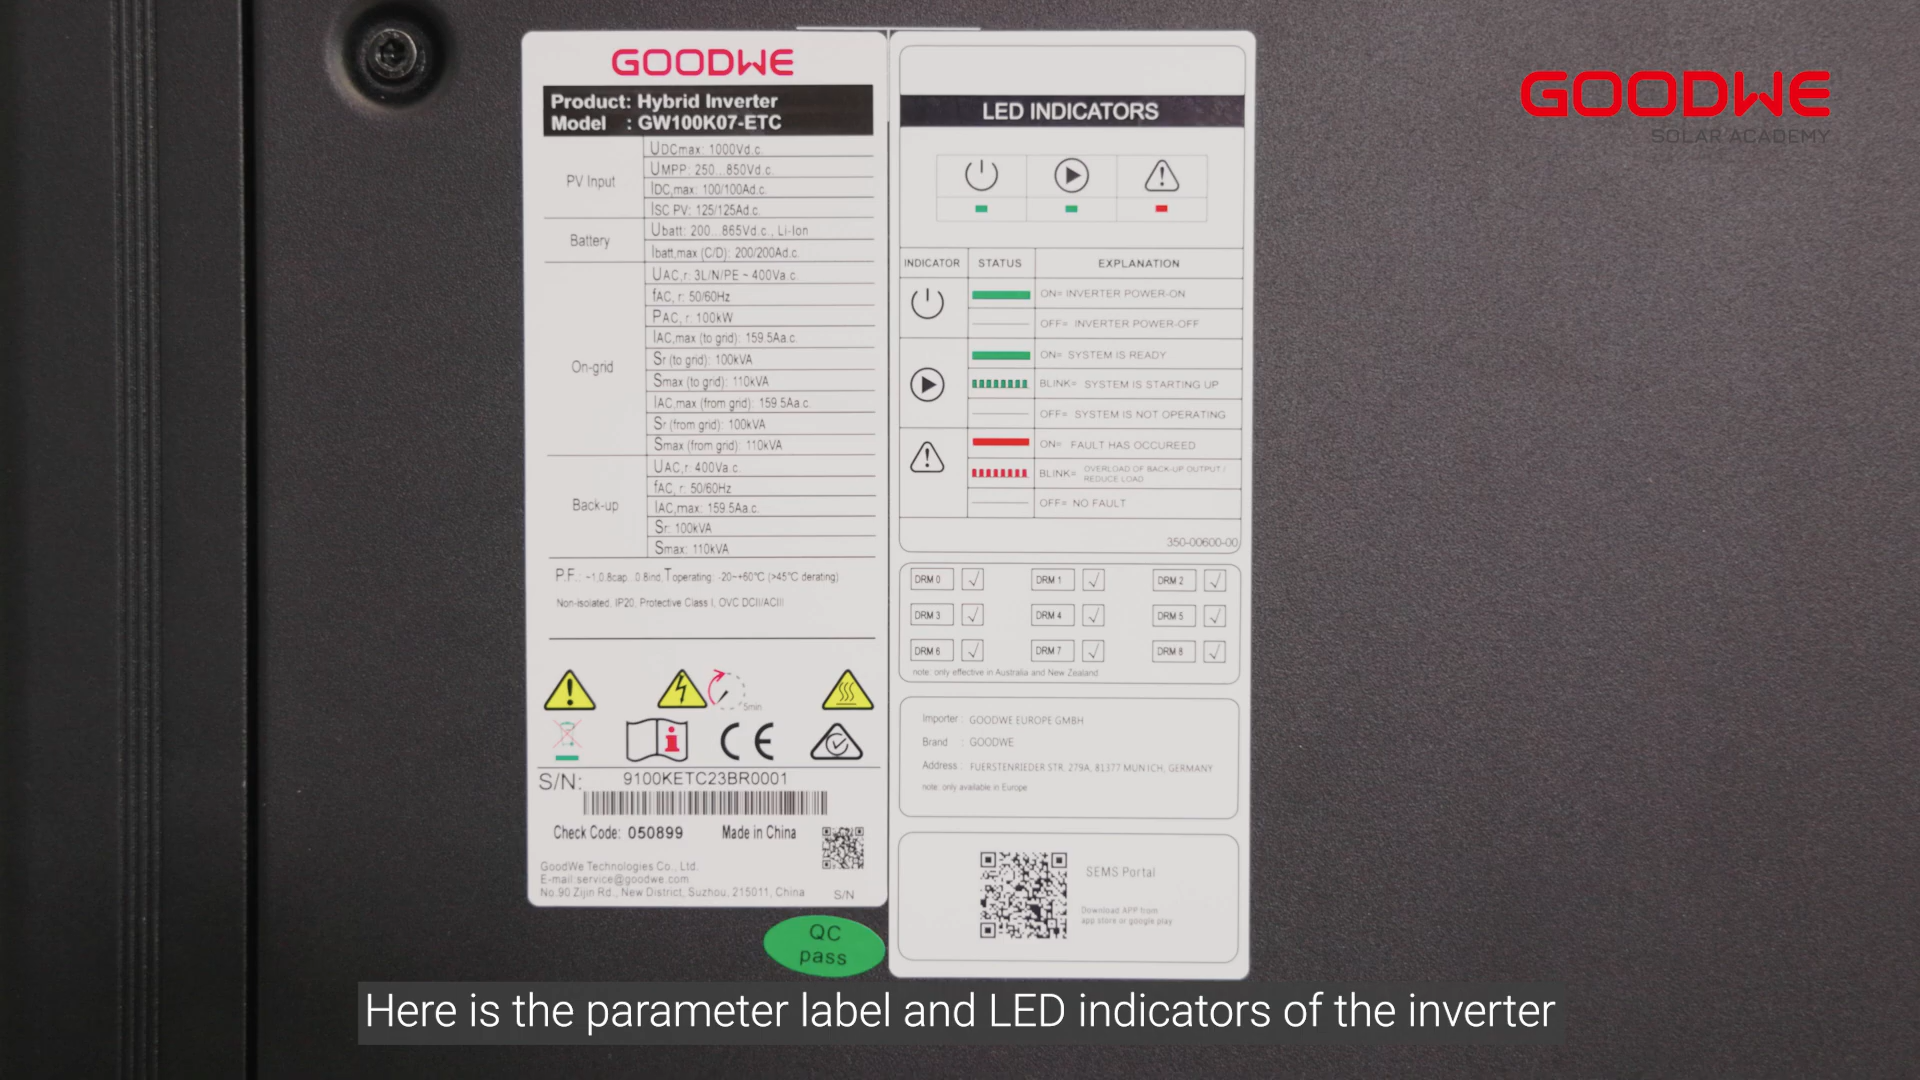 GOODWE
Product: Hybrid Inverter
Model : GW100K07-ETC
PV Input
UDCmax: 1000Vd.c.
UMPP: 250...850Vd.c.
IDC,max: 100/100Ad.c.
ISC PV: 125/125Ad.c.
Battery
Ubatt: 200...865Vd.c., Li-Ion
Ibatt,max (C/D): 200/200Ad.c.
On-grid
UAC,r: 3L/N/PE ~ 400Va.c.
fAC, r: 50/60Hz
PAC, r: 100kW
IAC,max (to grid): 159.5Aa.c.
Sr (to grid): 100kVA
Smax (to grid): 110kVA
IAC,max (from grid): 159.5Aa.c.
Sr (from grid): 100kVA
Smax (from grid): 110kVA
Back-up
UAC,r: 400Va.c.
fAC, r: 50/60Hz
IAC,max: 159.5Aa.c.
Sr: 100kVA
Smax: 110kVA
P.F.: ~1,0.8cap...0.8ind, Toperating: -20~+60℃ (>45℃ derating)
Non-isolated, IP20, Protective Class I, OVC DCII/ACIII
5min
CE
S/N: 9100KETC23BR0001
Check Code: 050899 Made in China
GoodWe Technologies Co., Ltd.
E-mail:service@goodwe.com
No.90 Zijin Rd., New District, Suzhou, 215011, China
S/N
QC
pass
LED INDICATORS
INDICATOR STATUS EXPLANATION
ON= INVERTER POWER-ON
OFF= INVERTER POWER-OFF
ON= SYSTEM IS READY
BLINK= SYSTEM IS STARTING UP
OFF= SYSTEM IS NOT OPERATING
ON= FAULT HAS OCCUREED
BLINK= OVERLOAD OF BACK-UP OUTPUT /
REDUCE LOAD
OFF= NO FAULT
350-00600-00
DRM 0 √ DRM 1 √ DRM 2 √
DRM 3 √ DRM 4 √ DRM 5 √
DRM 6 √ DRM 7 √ DRM 8 √
note: only effective in Australia and New Zealand
Importer : GOODWE EUROPE GMBH
Brand : GOODWE
Address : FUERSTENRIEDER STR. 279A, 81377 MUNICH, GERMANY
note: only available in Europe
SEMS Portal
Download APP from
app store or google play
GOODWE
SOLAR ACADEMY
Here is the parameter label and LED indicators of the inverter